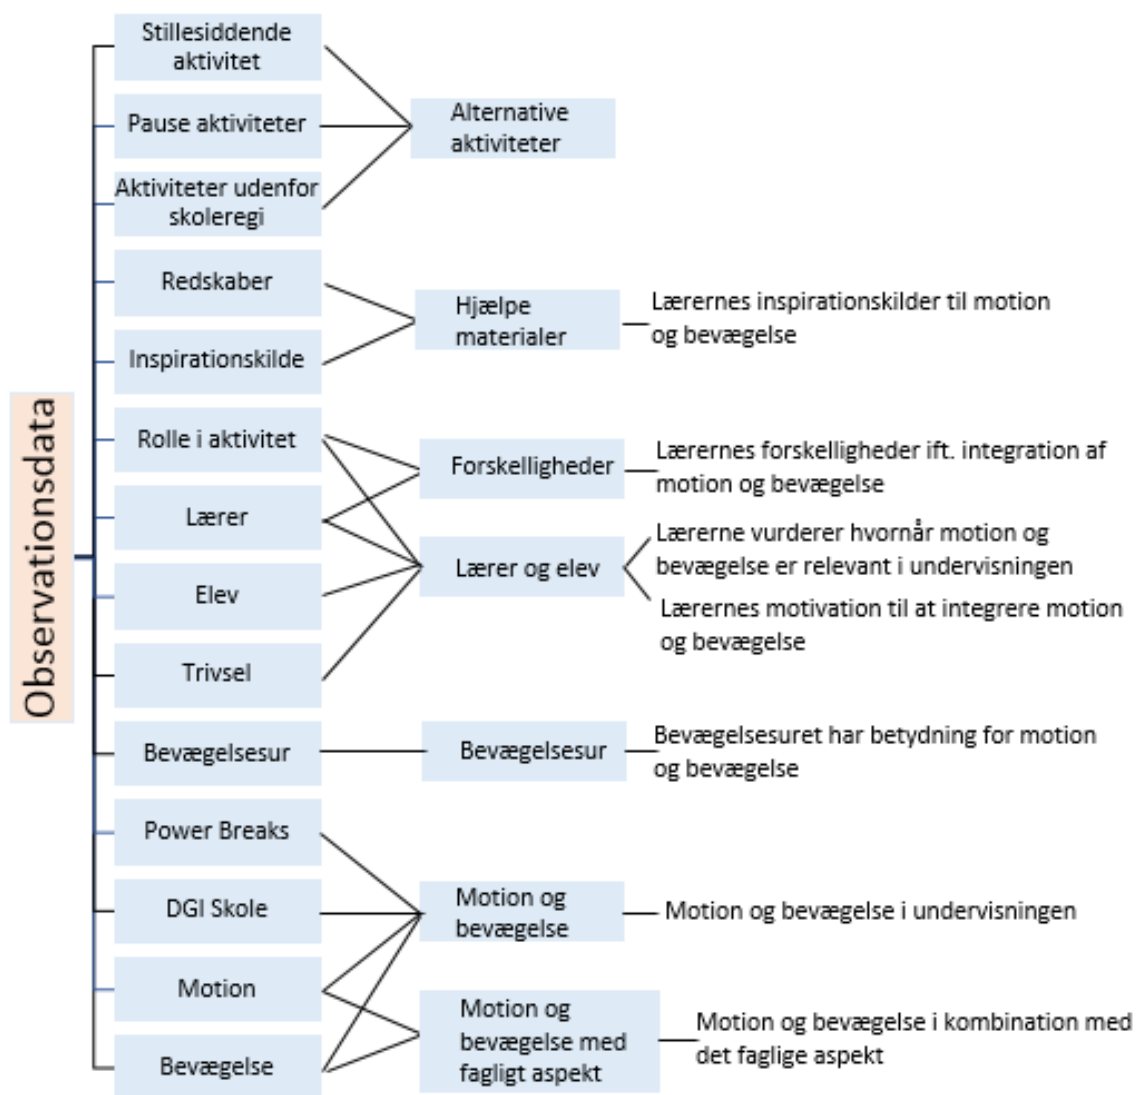 Observationsdata
Stillesiddende
aktivitet
Pause aktiviteter
Aktiviteter udenfor
skoleregi
Redskaber
Inspirationskilde
Rolle i aktivitet
Lærer
Elev
Trivsel
Bevægelsesur
Power Breaks
DGI Skole
Motion
Bevægelse
Alternative
aktiviteter
Hjælpe
materialer
Forskelligheder
Lærer og elev
Bevægelsesur
Motion og
bevægelse
Motion og
bevægelse med
fagligt aspekt
Lærernes inspirationskilder til motion
og bevægelse
Lærernes forskelligheder ift. integration af
motion og bevægelse
Lærerne vurderer hvornår motion og
bevægelse er relevant i undervisningen
Lærernes motivation til at integrere motion
og bevægelse
Bevægelsesuret har betydning for motion
og bevægelse
Motion og bevægelse i undervisningen
Motion og bevægelse i kombination med
det faglige aspekt